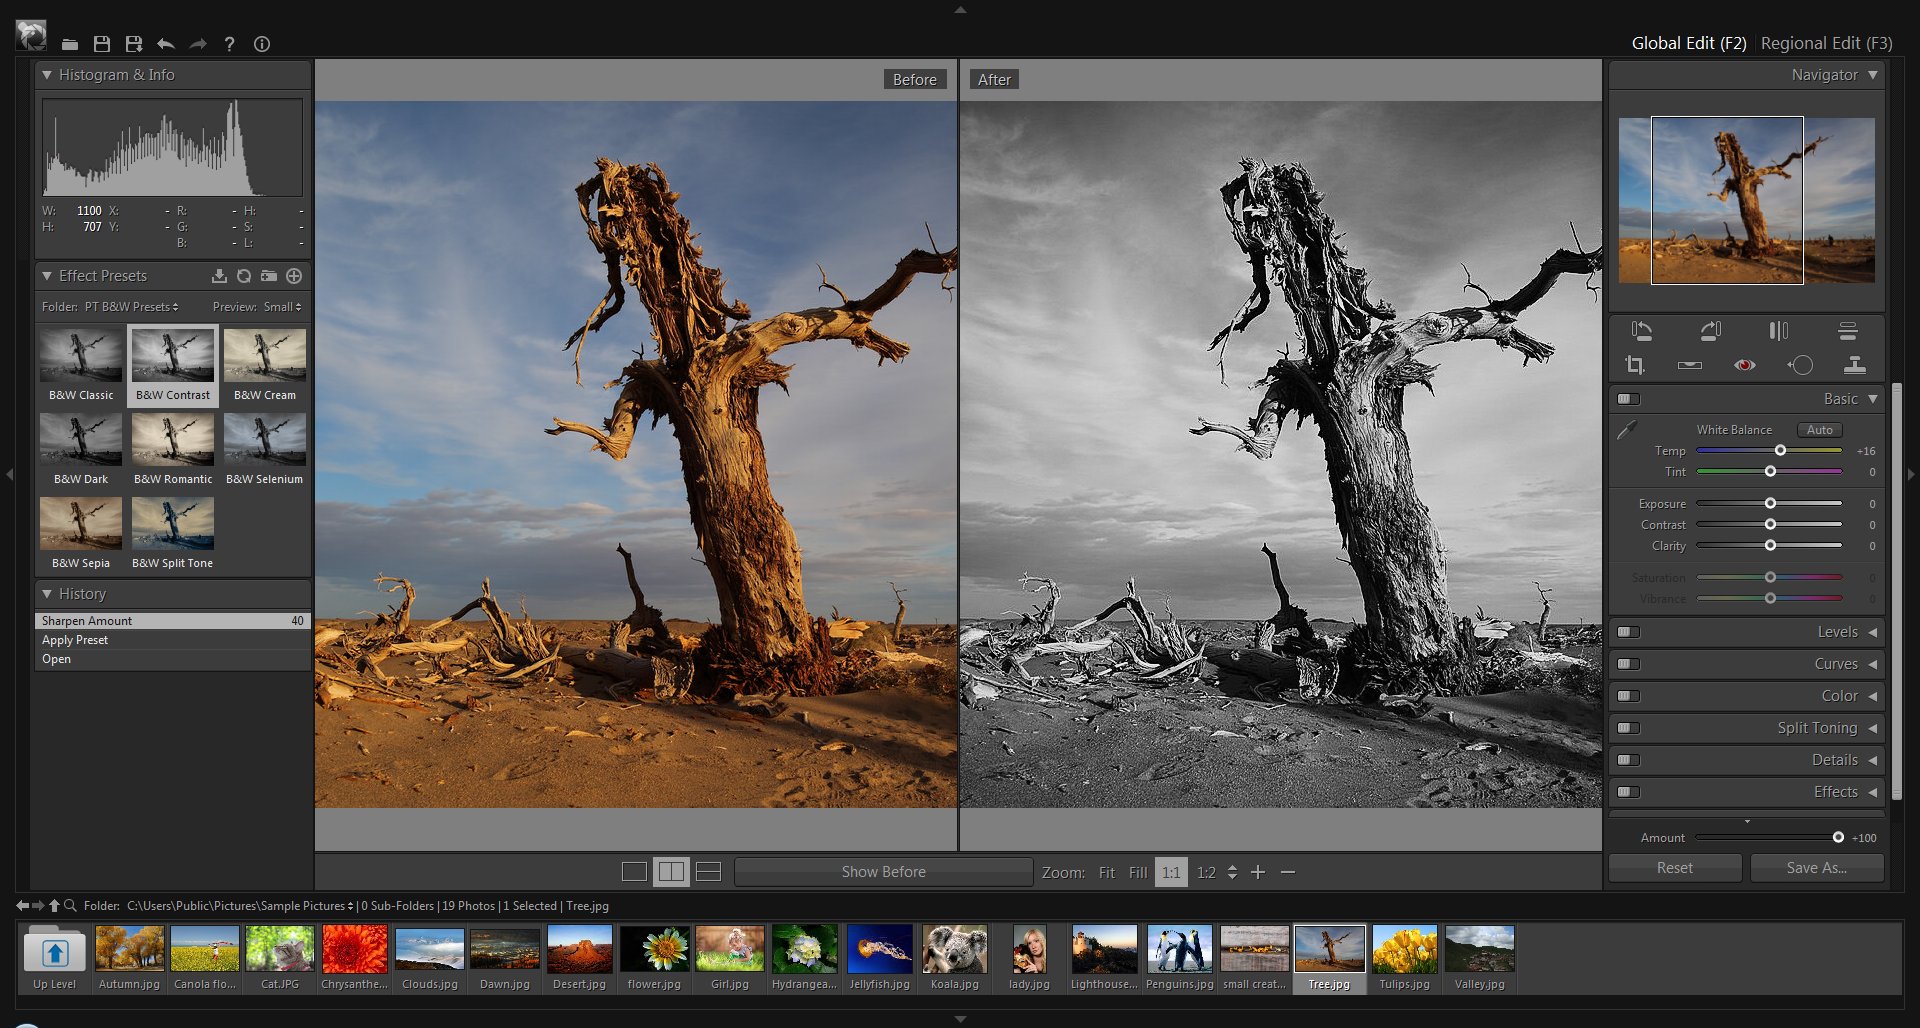 Global Edit (F2) Regional Edit (F3)
Histogram & Info
W: 1100 X: - R: - H: -
H: 707 Y: - G: - S: -
B: - L: -
Effect Presets
Folder: PT B&W Presets Preview: Small
B&W Classic B&W Contrast B&W Cream
B&W Dark B&W Romantic B&W Selenium
B&W Sepia B&W Split Tone
History
Sharpen Amount 40
Apply Preset
Open
Before
After
Navigator
Basic
White Balance Auto
Temp +16
Tint 0
Exposure 0
Contrast 0
Clarity 0
Saturation 0
Vibrance 0
Levels
Curves
Color
Split Toning
Details
Effects
Amount +100
Reset Save As...
Show Before Zoom: Fit Fill 1:1 1:2
Folder: C:\Users\Public\Pictures\Sample Pictures | 0 Sub-Folders | 19 Photos | 1 Selected | Tree.jpg
Up Level Autumn.jpg Canola flo... Cat.JPG Chrysanthe... Clouds.jpg Dawn.jpg Desert.jpg flower.jpg Girl.jpg Hydrangea... Jellyfish.jpg Koala.jpg lady.jpg Lighthouse... Penguins.jpg small creat... Tree.jpg Tulips.jpg Valley.jpg